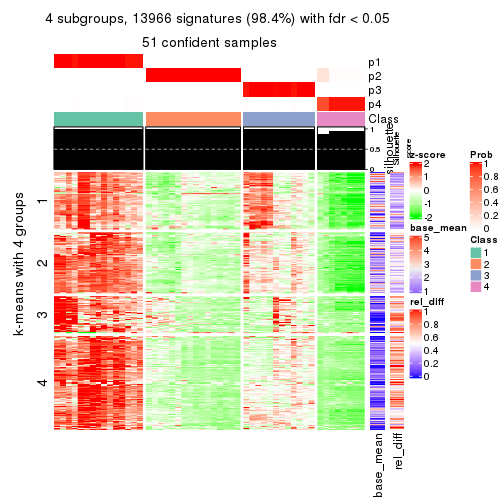 4 subgroups, 13966 signatures (98.4%) with fdr < 0.05
51 confident samples
p1
p2
p3
p4
Class
1
0.5
0
silhouette
Silhouette
score
k-means with 4 groups
1
2
3
4
base_mean
rel_diff
z-score
2
1
0
-1
-2
base_mean
5
4
3
2
1
rel_diff
1
0.8
0.6
0.4
0.2
0
Prob
1
0.8
0.6
0.4
0.2
0
Class
1
2
3
4